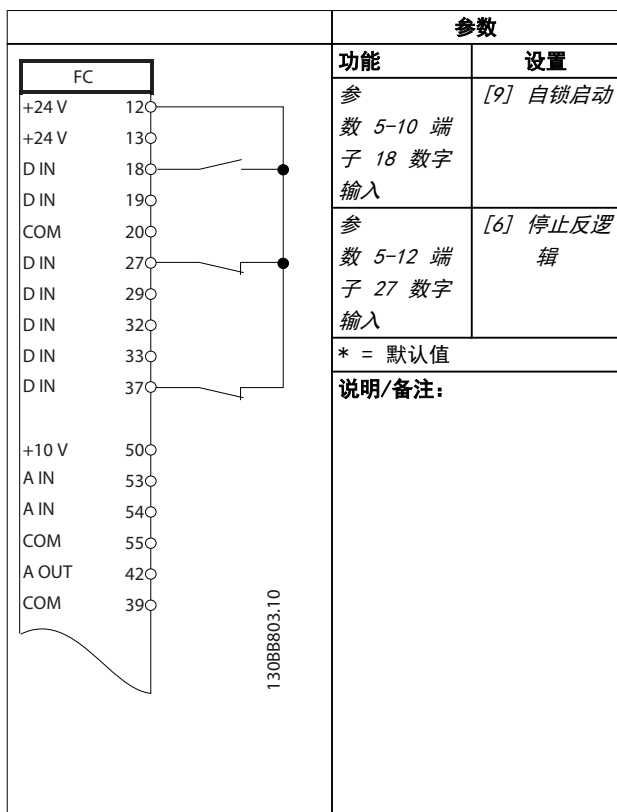 参数
功能 设置
参
数 5-10 端
子 18 数字
输入
[9] 自锁启动
参
数 5-12 端
子 27 数字
输入
[6] 停止反逻
辑
* = 默认值
说明/备注：
FC
+24 V 12
+24 V 13
D IN 18
D IN 19
COM 20
D IN 27
D IN 29
D IN 32
D IN 33
D IN 37
+10 V 50
A IN 53
A IN 54
COM 55
A OUT 42
COM 39
130BB803.10